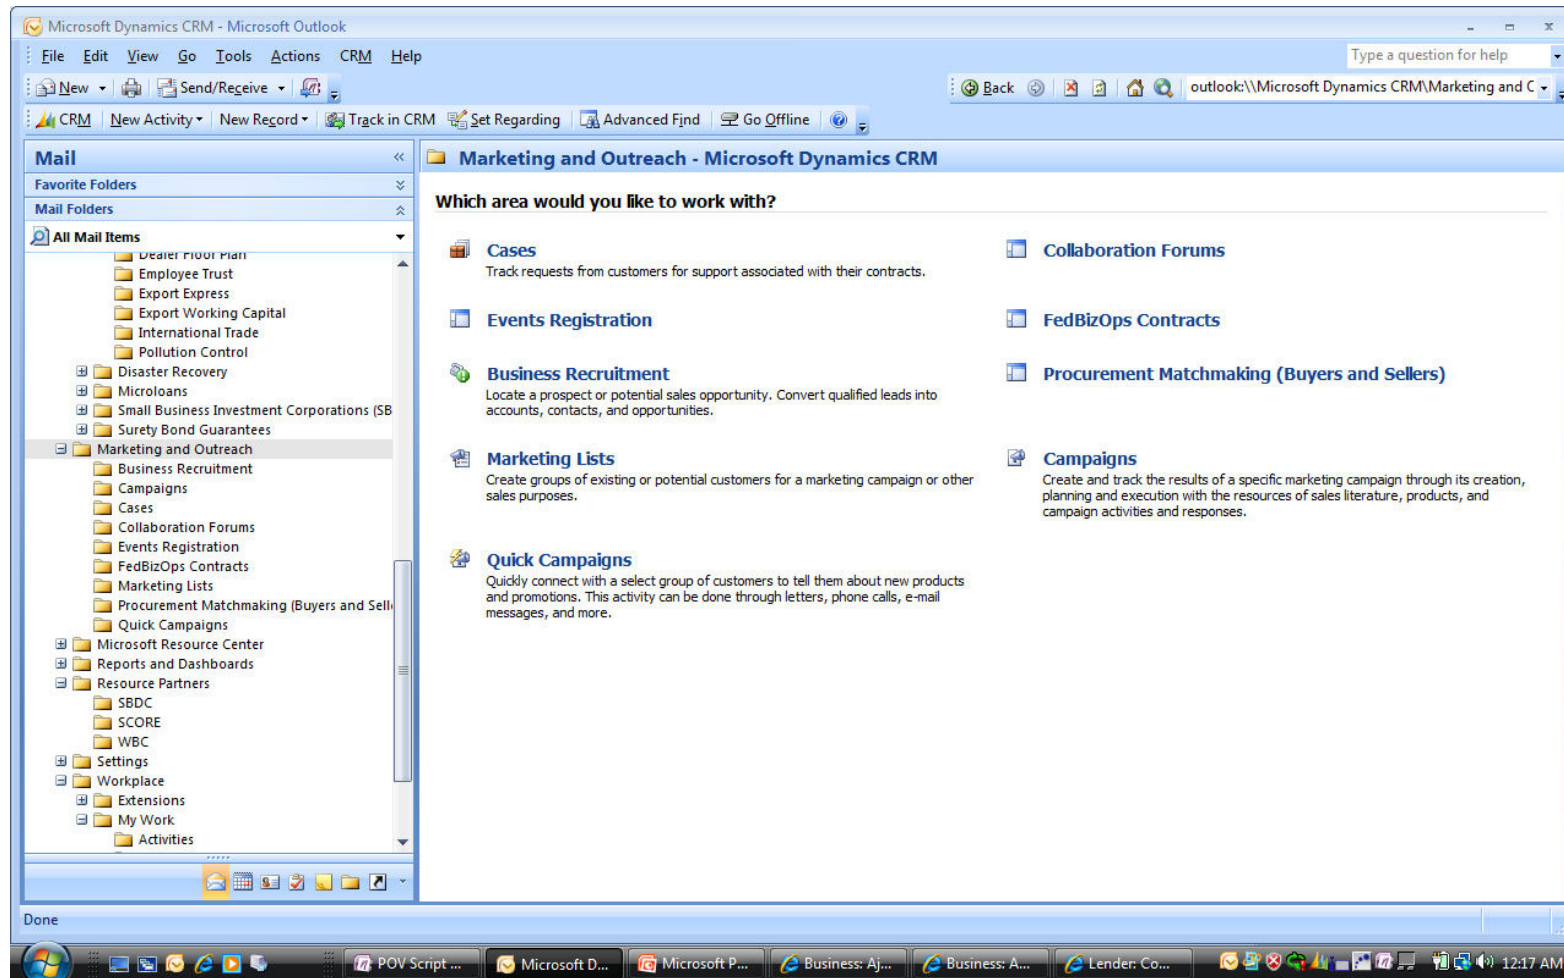 Microsoft Dynamics CRM - Microsoft Outlook
File Edit View Go Tools Actions CRM Help
Type a question for help
New Send/Receive
Back outlook:\\Microsoft Dynamics CRM\Marketing and C
CRM New Activity New Record Track in CRM Set Regarding Advanced Find Go Offline
Mail
Favorite Folders
Mail Folders
All Mail Items
Dealer Floor Plan
Employee Trust
Export Express
Export Working Capital
International Trade
Pollution Control
Disaster Recovery
Microloans
Small Business Investment Corporations (SB
Surety Bond Guarantees
Marketing and Outreach
Business Recruitment
Campaigns
Cases
Collaboration Forums
Events Registration
FedBizOps Contracts
Marketing Lists
Procurement Matchmaking (Buyers and Selle
Quick Campaigns
Microsoft Resource Center
Reports and Dashboards
Resource Partners
SBDC
SCORE
WBC
Settings
Workplace
Extensions
My Work
Activities
Marketing and Outreach - Microsoft Dynamics CRM
Which area would you like to work with?
Cases
Track requests from customers for support associated with their contracts.
Collaboration Forums
Events Registration
FedBizOps Contracts
Business Recruitment
Locate a prospect or potential sales opportunity. Convert qualified leads into
accounts, contacts, and opportunities.
Procurement Matchmaking (Buyers and Sellers)
Marketing Lists
Create groups of existing or potential customers for a marketing campaign or other
sales purposes.
Campaigns
Create and track the results of a specific marketing campaign through its creation,
planning and execution with the resources of sales literature, products, and
campaign activities and responses.
Quick Campaigns
Quickly connect with a select group of customers to tell them about new products
and promotions. This activity can be done through letters, phone calls, e-mail
messages, and more.
Done
POV Script ... Microsoft D... Microsoft P... Business: Aj... Business: A... Lender: Co... 12:17 AM